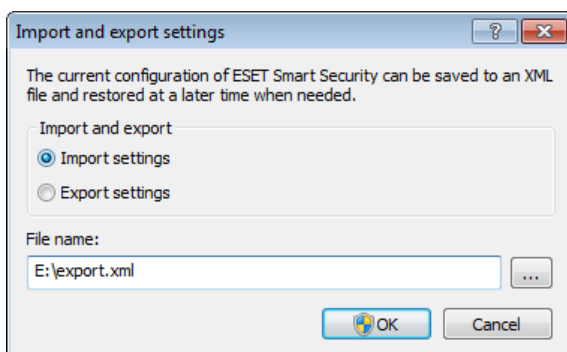 Import and export settings
The current configuration of ESET Smart Security can be saved to an XML
file and restored at a later time when needed.
Import and export
Import settings
Export settings
File name:
E:\export.xml
...
OK
Cancel